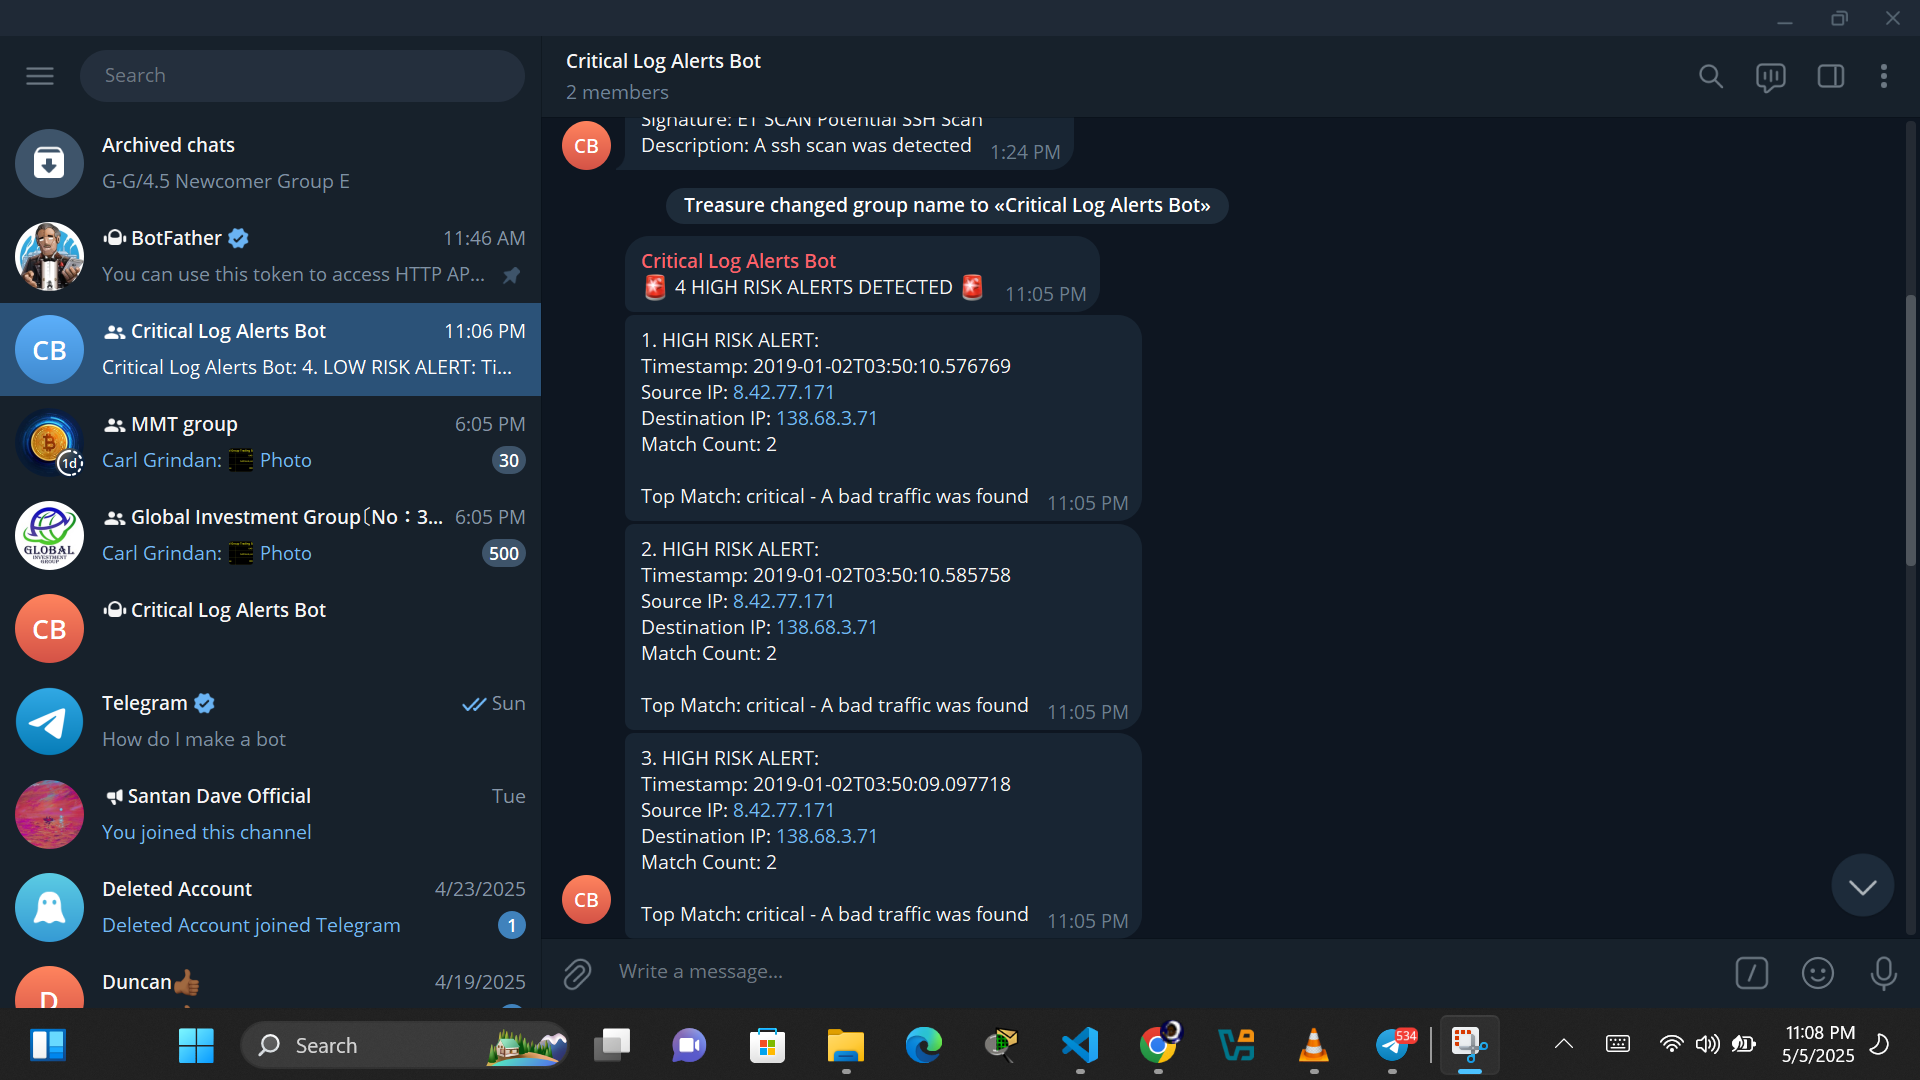 Search
Archived chats
G-G/4.5 Newcomer Group E
BotFather
11:46 AM
You can use this token to access HTTP AP...
CB
Critical Log Alerts Bot
11:06 PM
Critical Log Alerts Bot: 4. LOW RISK ALERT: Ti...
1d
MMT group
6:05 PM
Carl Grindan: Photo
30
GLOBAL
INVESTMENT
GROUP
Global Investment Group(No：3...
6:05 PM
Carl Grindan: Photo
500
CB
Critical Log Alerts Bot
Telegram
Sun
How do I make a bot
Santan Dave Official
Tue
You joined this channel
Deleted Account
4/23/2025
Deleted Account joined Telegram
1
D
Duncan👍🏾
4/19/2025
Critical Log Alerts Bot
2 members
CB
Signature: ET SCAN Potential SSH Scan
Description: A ssh scan was detected
1:24 PM
Treasure changed group name to «Critical Log Alerts Bot»
Critical Log Alerts Bot
🚨 4 HIGH RISK ALERTS DETECTED 🚨
11:05 PM
1. HIGH RISK ALERT:
Timestamp: 2019-01-02T03:50:10.576769
Source IP: 8.42.77.171
Destination IP: 138.68.3.71
Match Count: 2
Top Match: critical - A bad traffic was found
11:05 PM
2. HIGH RISK ALERT:
Timestamp: 2019-01-02T03:50:10.585758
Source IP: 8.42.77.171
Destination IP: 138.68.3.71
Match Count: 2
Top Match: critical - A bad traffic was found
11:05 PM
3. HIGH RISK ALERT:
Timestamp: 2019-01-02T03:50:09.097718
Source IP: 8.42.77.171
Destination IP: 138.68.3.71
Match Count: 2
CB
Top Match: critical - A bad traffic was found
11:05 PM
Write a message...
Search
534
11:08 PM
5/5/2025